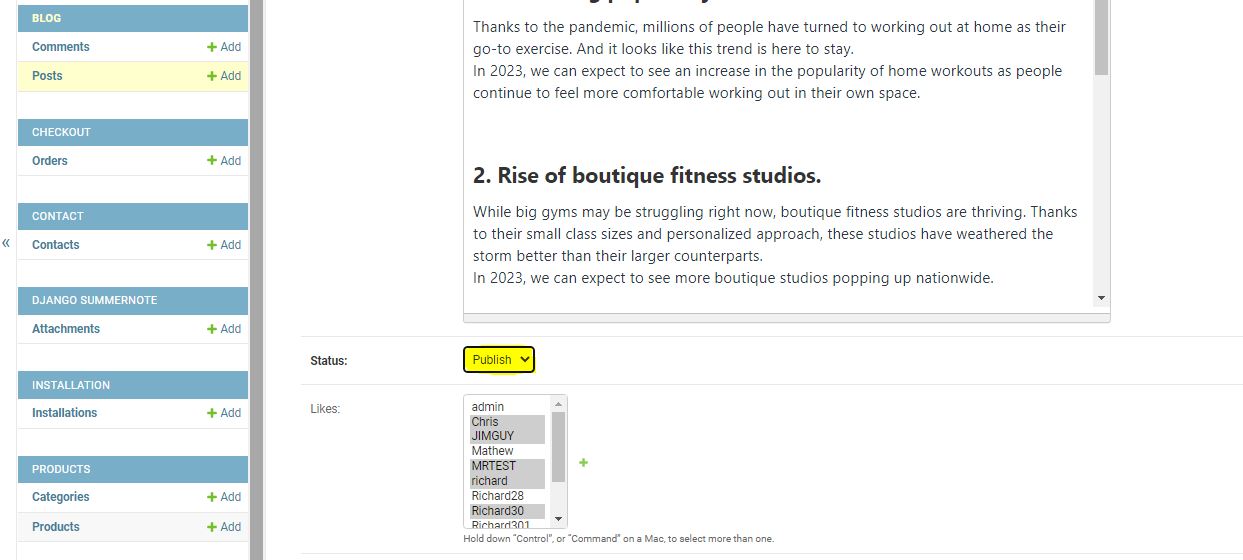 BLOG
Comments + Add
Posts + Add
CHECKOUT
Orders + Add
CONTACT
Contacts + Add
DJANGO SUMMERNOTE
Attachments + Add
INSTALLATION
Installations + Add
PRODUCTS
Categories + Add
Products + Add
«
Thanks to the pandemic, millions of people have turned to working out at home as their
go-to exercise. And it looks like this trend is here to stay.
In 2023, we can expect to see an increase in the popularity of home workouts as people
continue to feel more comfortable working out in their own space.
2. Rise of boutique fitness studios.
While big gyms may be struggling right now, boutique fitness studios are thriving. Thanks
to their small class sizes and personalized approach, these studios have weathered the
storm better than their larger counterparts.
In 2023, we can expect to see more boutique studios popping up nationwide.
Status: Publish
Likes:
admin
Chris
JIMGUY
Mathew
MRTEST
richard
Richard28
Richard30
Richard301
Hold down “Control”, or “Command” on a Mac, to select more than one.